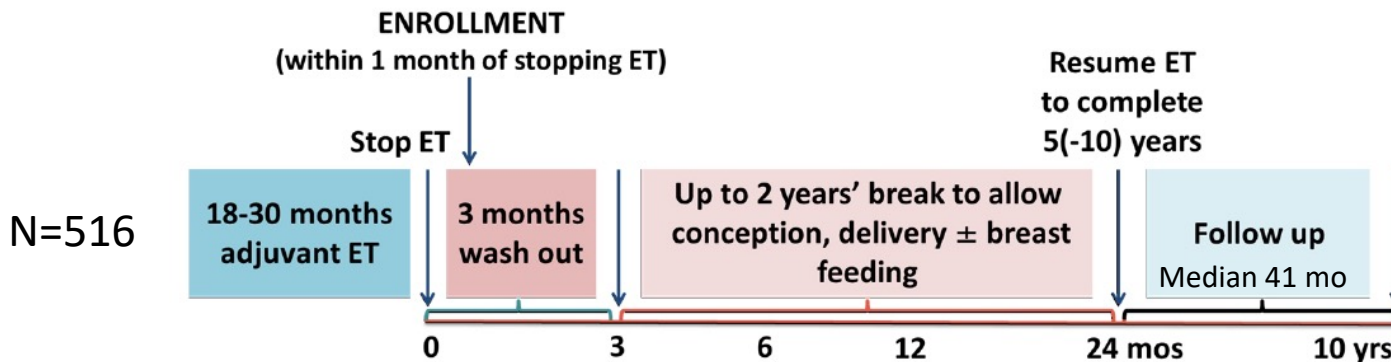 ENROLLMENT
(within 1 month of stopping ET)
Resume ET
to complete
5(-10) years
Stop ET
N=516
18-30 months
adjuvant ET
3 months
wash out
Up to 2 years' break to allow
conception, delivery ± breast
feeding
Follow up
Median 41 mo
0 3 6 12 24 mos 10 yrs